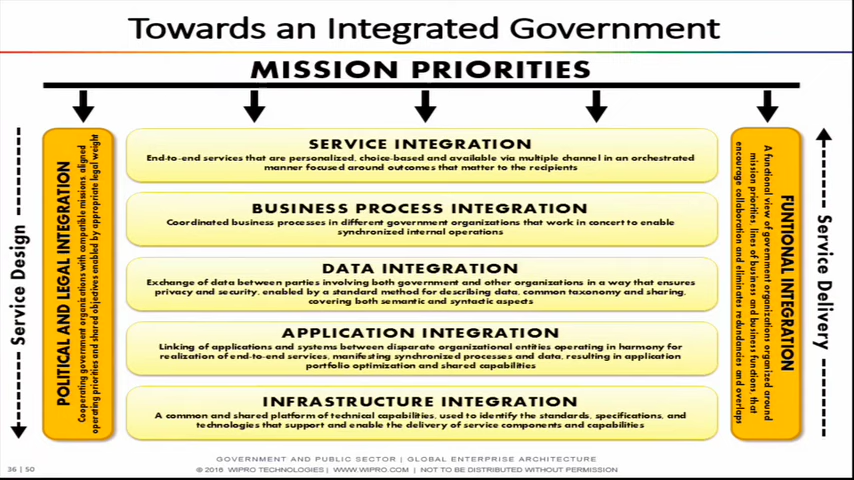 Towards an Integrated Government
MISSION PRIORITIES
Service Design
POLITICAL AND LEGAL INTEGRATION
Cooperating government organizations with compatible missions, aligned
operating priorities and shared objectives enabled by appropriate legal weight
SERVICE INTEGRATION
End-to-end services that are personalized, choice-based and available via multiple channel in an orchestrated
manner focused around outcomes that matter to the recipients
BUSINESS PROCESS INTEGRATION
Coordinated business processes in different government organizations that work in concert to enable
synchronized internal operations
DATA INTEGRATION
Exchange of data between parties involving both government and other organizations in a way that ensures
privacy and security, enabled by a standard method for describing data, common taxonomy and sharing,
covering both semantic and syntactic aspects
APPLICATION INTEGRATION
Linking of applications and systems between disparate organizational entities operating in harmony for
realization of end-to-end services, manifesting synchronized processes and data, resulting in application
portfolio optimization and shared capabilities
INFRASTRUCTURE INTEGRATION
A common and shared platform of technical capabilities, used to identify the standards, specifications, and
technologies that support and enable the delivery of service components and capabilities
FUNTIONAL INTEGRATION
A functional view of government organizations organized around
mission priorities, lines of business and business functions, that
encourage collaboration and eliminates redundancies and overlaps
Service Delivery
GOVERNMENT AND PUBLIC SECTOR | GLOBAL ENTERPRISE ARCHITECTURE
36 | 50
© 2016 WIPRO TECHNOLOGIES | WWW.WIPRO.COM | NOT TO BE DISTRIBUTED WITHOUT PERMISSION